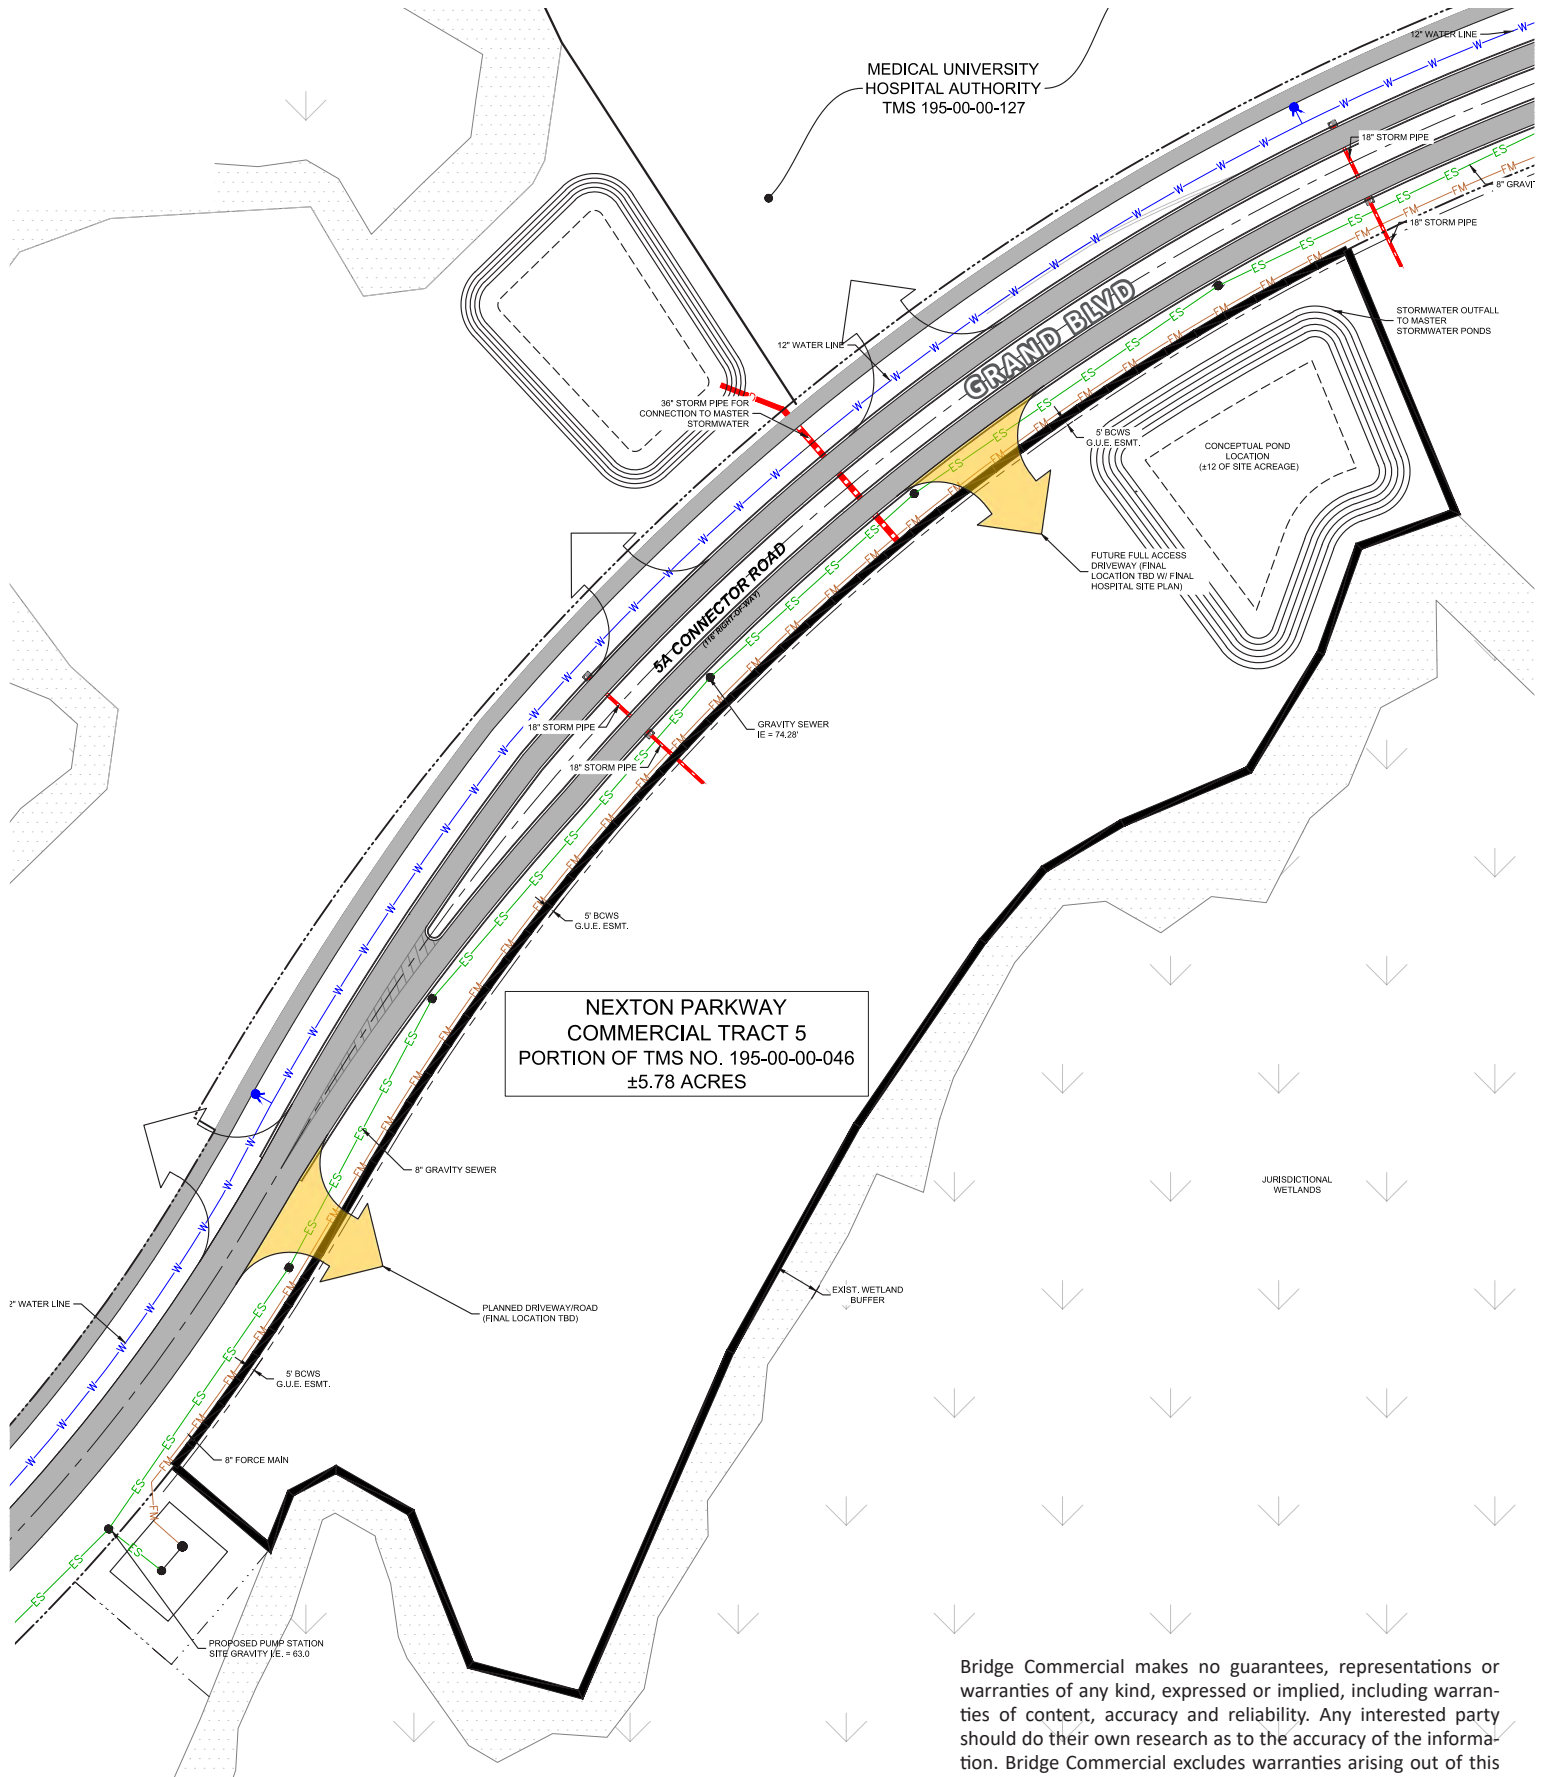 12" WATER LINE
MEDICAL UNIVERSITY
HOSPITAL AUTHORITY
TMS 195-00-00-127
18" STORM PIPE
8" GRAVI
18" STORM PIPE
STORMWATER OUTFALL
TO MASTER
STORMWATER PONDS
GRAND BLVD
12" WATER LINE
36" STORM PIPE FOR
CONNECTION TO MASTER
STORMWATER
5' BCWS
G.U.E. ESMT.
CONCEPTUAL POND
LOCATION
(±12 OF SITE ACREAGE)
5A CONNECTOR ROAD
(116' RIGHT-OF-WAY)
FUTURE FULL ACCESS
DRIVEWAY (FINAL
LOCATION TBD W/ FINAL
HOSPITAL SITE PLAN)
18" STORM PIPE
GRAVITY SEWER
IE = 74.28'
18" STORM PIPE
5' BCWS
G.U.E. ESMT.
NEXTON PARKWAY
COMMERCIAL TRACT 5
PORTION OF TMS NO. 195-00-00-046
±5.78 ACRES
8" GRAVITY SEWER
JURISDICTIONAL
WETLANDS
EXIST. WETLAND
BUFFER
2" WATER LINE
PLANNED DRIVEWAY/ROAD
(FINAL LOCATION TBD)
5' BCWS
G.U.E. ESMT.
8" FORCE MAIN
PROPOSED PUMP STATION
SITE GRAVITY I.E. = 63.0
Bridge Commercial makes no guarantees, representations or
warranties of any kind, expressed or implied, including warran-
ties of content, accuracy and reliability. Any interested party
should do their own research as to the accuracy of the informa-
tion. Bridge Commercial excludes warranties arising out of this